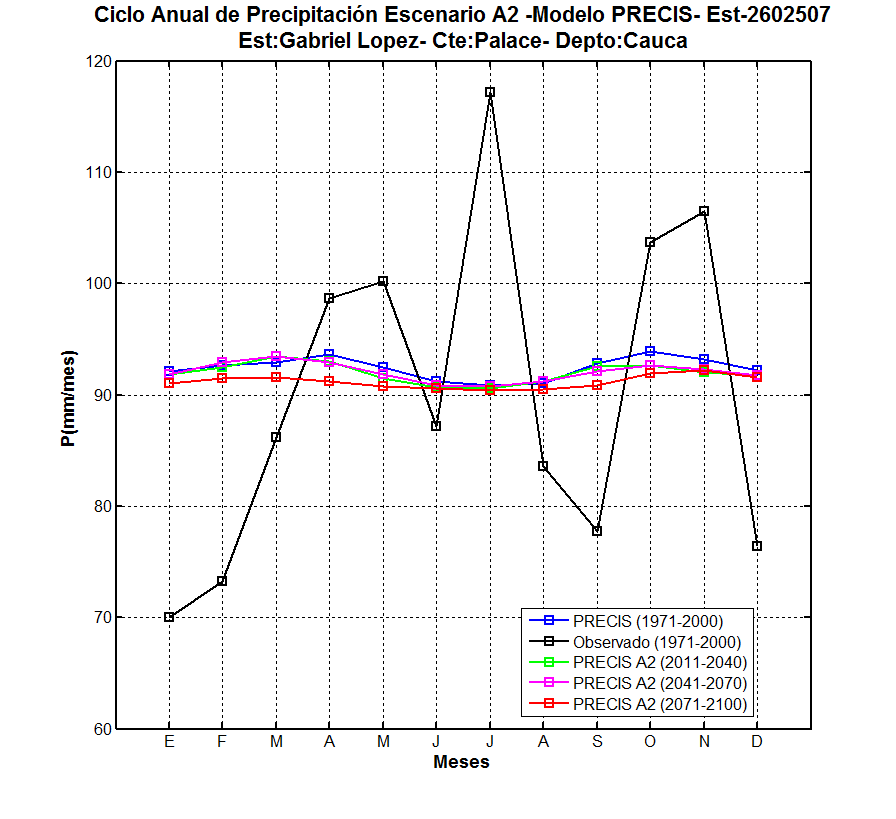 Ciclo Anual de Precipitación Escenario A2 -Modelo PRECIS- Est-2602507
Est:Gabriel Lopez- Cte:Palace- Depto:Cauca
120
110
100
90
80
70
60
P(mm/mes)
E F M A M J J A S O N D
Meses
PRECIS (1971-2000)
Observado (1971-2000)
PRECIS A2 (2011-2040)
PRECIS A2 (2041-2070)
PRECIS A2 (2071-2100)